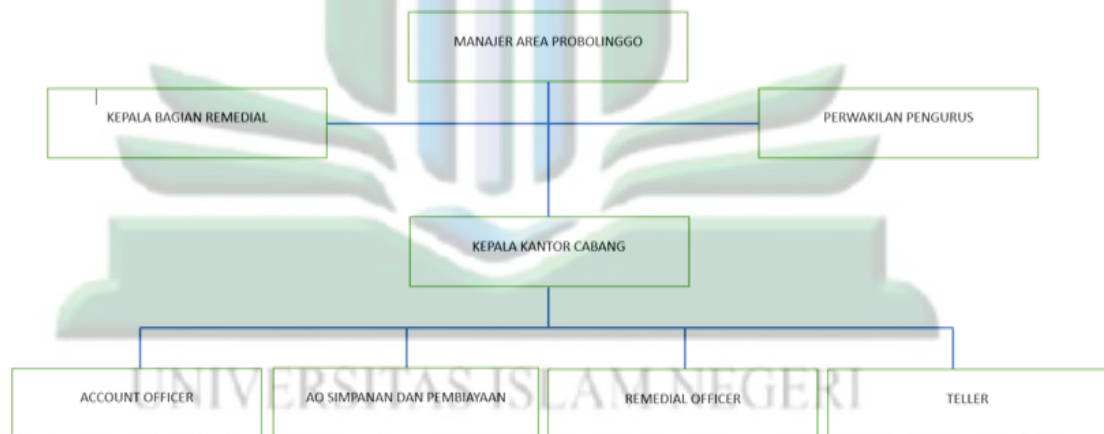 MANAJER AREA PROBOLINGGO
KEPALA BAGIAN REMEDIAL
PERWAKILAN PENGURUS
KEPALA KANTOR CABANG
ACCOUNT OFFICER
AO SIMPANAN DAN PEMBIAYAAN
REMEDIAL OFFICER
TELLER
UNIVERSITAS ISLAM NEGERI